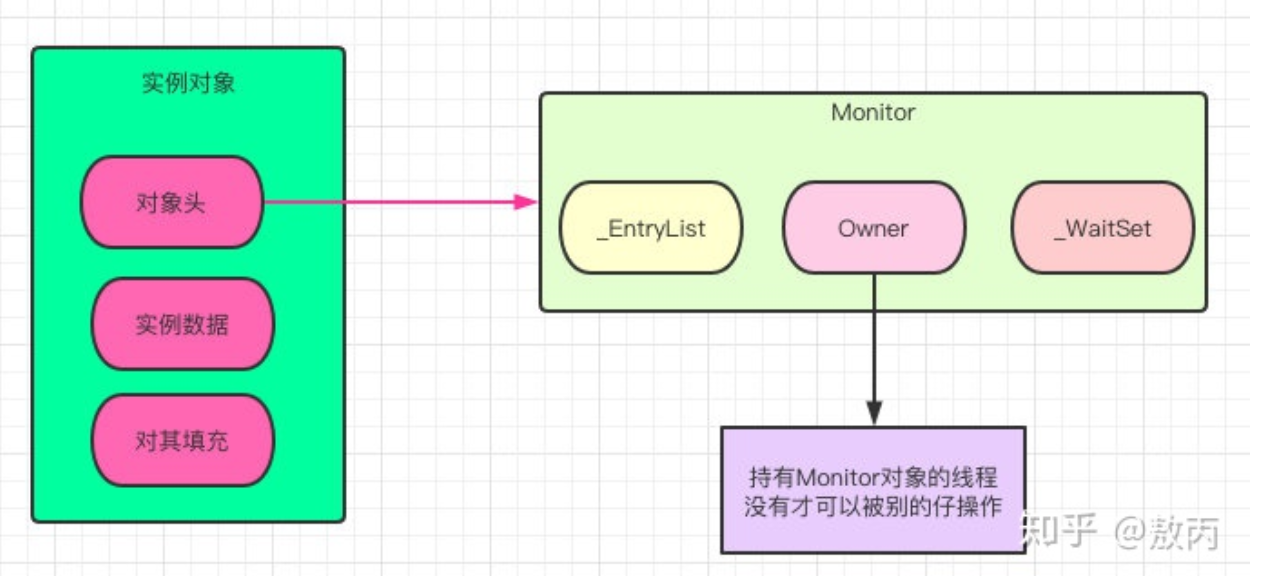 实例对象
对象头
实例数据
对其填充
Monitor
_EntryList
Owner
_WaitSet
持有Monitor对象的线程
没有才可以被别的仔操作
知乎 @敖丙